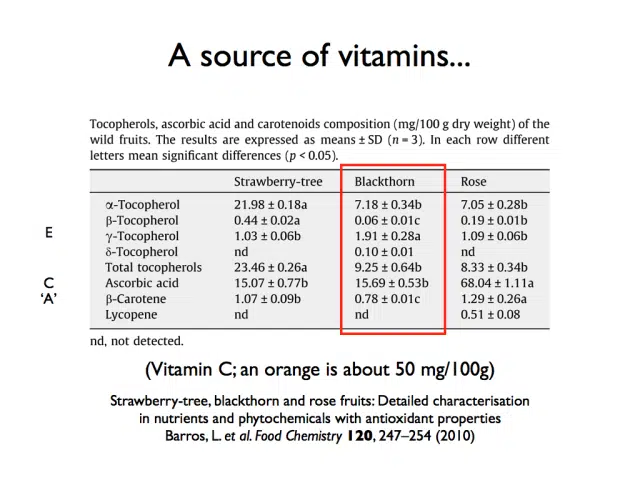 A source of vitamins...
Tocopherols, ascorbic acid and carotenoids composition (mg/100 g dry weight) of the
wild fruits. The results are expressed as means ± SD (n = 3). In each row different
letters mean significant differences (p < 0.05).
Strawberry-tree Blackthorn Rose
α-Tocopherol 21.98 ± 0.18a 7.18 ± 0.34b 7.05 ± 0.28b
β-Tocopherol 0.44 ± 0.02a 0.06 ± 0.01c 0.19 ± 0.01b
E γ-Tocopherol 1.03 ± 0.06b 1.91 ± 0.28a 1.09 ± 0.06b
δ-Tocopherol nd 0.10 ± 0.01 nd
Total tocopherols 23.46 ± 0.26a 9.25 ± 0.64b 8.33 ± 0.34b
C Ascorbic acid 15.07 ± 0.77b 15.69 ± 0.53b 68.04 ± 1.11a
‘A’ β-Carotene 1.07 ± 0.09b 0.78 ± 0.01c 1.29 ± 0.26a
Lycopene nd nd 0.51 ± 0.08
nd, not detected.
(Vitamin C; an orange is about 50 mg/100g)
Strawberry-tree, blackthorn and rose fruits: Detailed characterisation
in nutrients and phytochemicals with antioxidant properties
Barros, L. et al. Food Chemistry 120, 247–254 (2010)